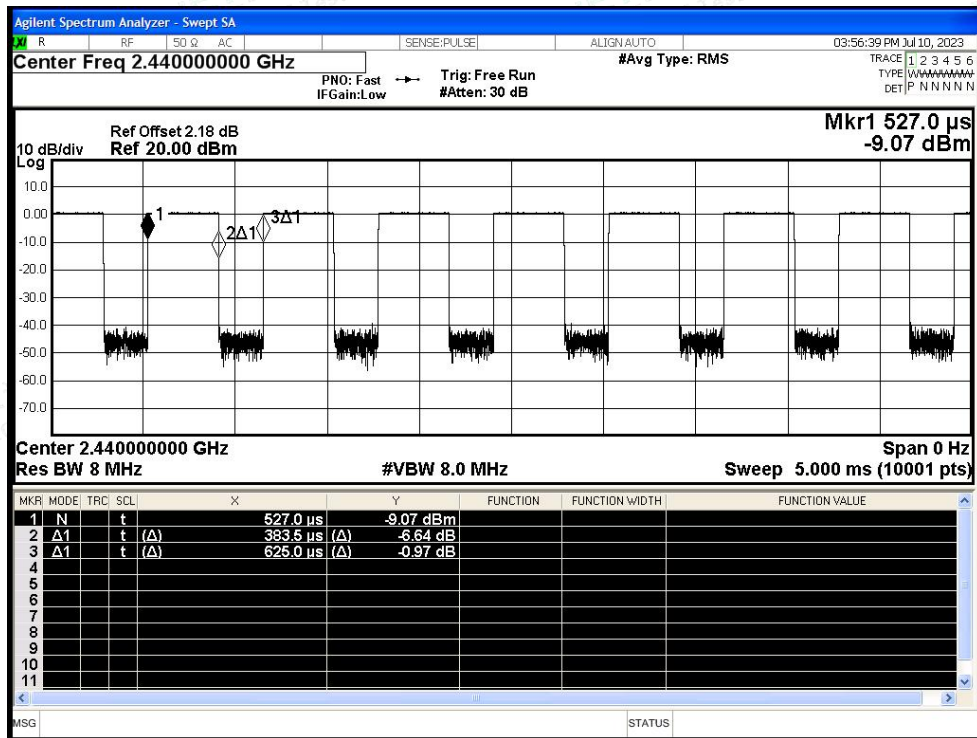 Agilent Spectrum Analyzer - Swept SA
LXI R RF 50 Ω AC SENSE:PULSE ALIGN AUTO 03:56:39 PM Jul 10, 2023
Center Freq 2.440000000 GHz #Avg Type: RMS TRACE 1 2 3 4 5 6
PNO: Fast Trig: Free Run TYPE WWWWWW
IFGain:Low #Atten: 30 dB DET P N N N N N
Mkr1 527.0 µs
Ref Offset 2.18 dB
10 dB/div Ref 20.00 dBm -9.07 dBm
Log
10.0
0.00
1
2Δ1
3Δ1
-10.0
-20.0
-30.0
-40.0
-50.0
-60.0
-70.0
Center 2.440000000 GHz Span 0 Hz
Res BW 8 MHz #VBW 8.0 MHz Sweep 5.000 ms (10001 pts)
MKR MODE TRC SCL X Y FUNCTION FUNCTION WIDTH FUNCTION VALUE
1 N t 527.0 µs -9.07 dBm
2 Δ1 t (Δ) 383.5 µs (Δ) -6.64 dB
3 Δ1 t (Δ) 625.0 µs (Δ) -0.97 dB
4
5
6
7
8
9
10
11
MSG STATUS